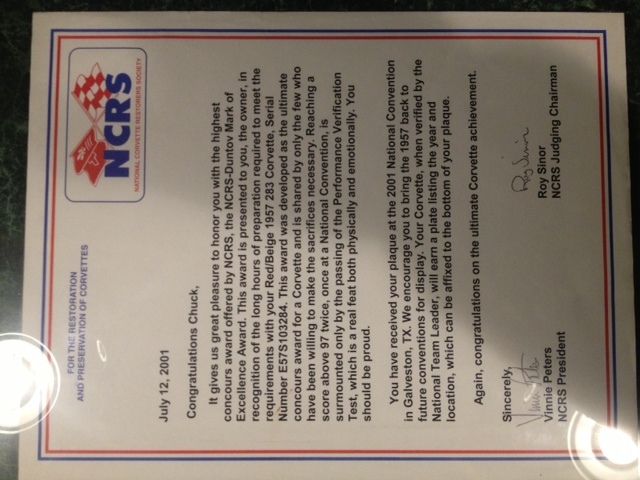 NCRS
NATIONAL CORVETTE RESTORERS SOCIETY
FOR THE RESTORATION
AND PRESERVATION OF CORVETTES
July 12, 2001
Congratulations Chuck,
It gives us great pleasure to honor you with the highest
concours award offered by NCRS, the NCRS-Duntov Mark of
Excellence Award. This award is presented to you, the owner, in
recognition of the long hours of preparation required to meet the
requirements with your Red/Beige 1957 283 Corvette, Serial
Number E57S103284. This award was developed as the ultimate
concours award for a Corvette and is shared by only the few who
have been willing to make the sacrifices necessary. Reaching a
score above 97 twice, once at a National Convention, is
surmounted only by the passing of the Performance Verification
Test, which is a real feat both physically and emotionally. You
should be proud.
You have received your plaque at the 2001 National Convention
in Galveston, TX. We encourage you to bring the 1957 back to
future conventions for display. Your Corvette, when verified by the
National Team Leader, will earn a plate listing the year and
location, which can be affixed to the bottom of your plaque.
Again, congratulations on the ultimate Corvette achievement.
Sincerely,
Vinnie Peters
NCRS President
Roy Sinor
Roy Sinor
NCRS Judging Chairman